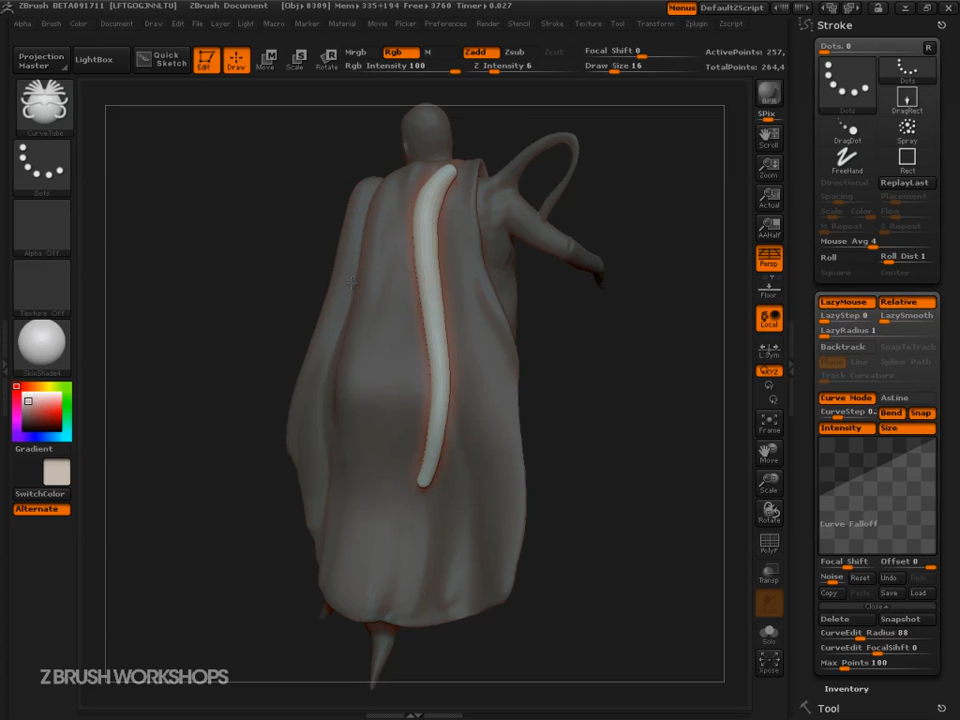 ZBrush BETA091711 [LFTGOGJNNLTU] ZBrush Document [Obj] 8309] Mem>335+194 Free>3760 Timer>0.027 Menus DefaultZScript
Alpha Brush Color Document Draw Edit File Layer Light Macro Marker Material Movie Picker Preferences Render Stencil Stroke Texture Tool Transform Zplugin Zscript
Stroke
Projection Master
LightBox
Quick Sketch
Edit Draw Move Scale Rotate
Mrgb Rgb M
Rgb Intensity 100
Zadd Zsub Zcut
Z Intensity 6
Focal Shift 0
Draw Size 16
ActivePoints: 257,
TotalPoints: 264,4
Dots. 0 R
Dots Dots
DragRect
DragDot Spray
FreeHand Rect
Directional ReplayLast
Spacing Placement
Scale Color Flow
M Repeat S Repeat
Mouse Avg 4
Roll Roll Dist 1
Square Center
LazyMouse Relative
LazyStep 0 LazySmooth
LazyRadius 1
Backtrack SnapToTrack
Line Spline Path
Track Curvature
Curve Mode AsLine
CurveStep 0. Bend Snap
Intensity Size
Curve Falloff
Focal Shift Offset 0
Noise Reset Undo Redo
Copy Paste Save Load
Close
Delete Snapshot
CurveEdit Radius 88
CurveEdit FocalSihft 0
Max Points 100
Inventory
Tool
CurveTube
Dots
Alpha Off
Texture Off
SkinShade4
Gradient
SwitchColor
Alternate
BPR
SPix
Scroll
Zoom
Actual
AAHalf
Persp
Floor
Local
L.Sym
XYZ
Frame
Move
Scale
Rotate
PolyF
Transp
Solo
Xpose
ZBRUSHWORKSHOPS